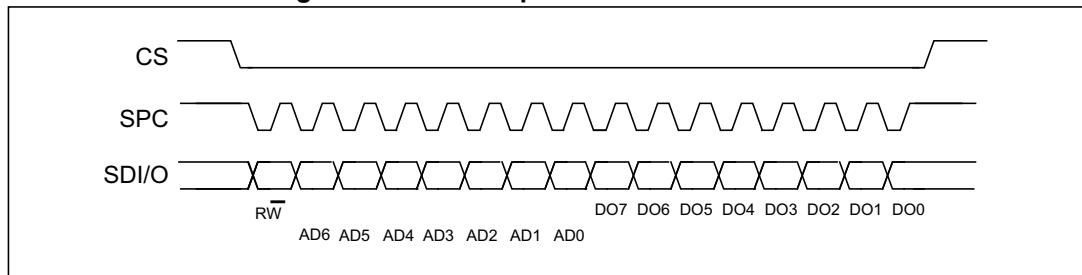 CS
SPC
SDI/O
RW
DO7 DO6 DO5 DO4 DO3 DO2 DO1 DO0
AD6 AD5 AD4 AD3 AD2 AD1 AD0